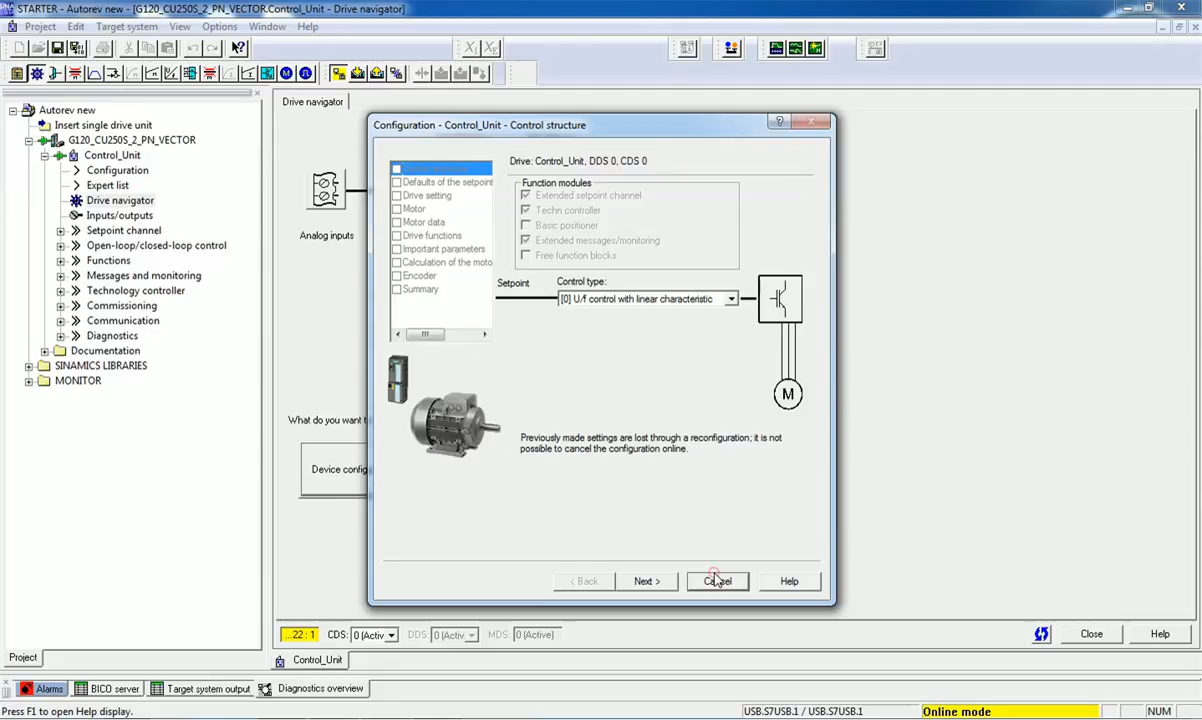 STARTER - Autorev new - [G120_CU250S_2_PN_VECTOR.Control_Unit - Drive navigator]
Project Edit Target system View Options Window Help
Drive navigator
Autorev new
Insert single drive unit
G120_CU250S_2_PN_VECTOR
Control_Unit
Configuration
Expert list
Drive navigator
Inputs/outputs
Setpoint channel
Open-loop/closed-loop control
Functions
Messages and monitoring
Technology controller
Commissioning
Communication
Diagnostics
Documentation
SINAMICS LIBRARIES
MONITOR
Project
Analog inputs
What do you want t
Device config
Configuration - Control_Unit - Control structure
Defaults of the setpoint
Drive setting
Motor
Motor data
Drive functions
Important parameters
Calculation of the moto
Encoder
Summary
Drive: Control_Unit, DDS 0, CDS 0
Function modules
Extended setpoint channel
Techn controller
Basic positioner
Extended messages/monitoring
Free function blocks
Setpoint
Control type:
[0] U/f control with linear characteristic
M
Previously made settings are lost through a reconfiguration; it is not
possible to cancel the configuration online.
< Back Next > Cancel Help
...22 : 1 CDS: 0 (Activ DDS 0 (Activ MDS: 0 (Active) Close Help
Control_Unit
Alarms BICO server Target system output Diagnostics overview
Press F1 to open Help display. USB.S7USB.1 / USB.S7USB.1 Online mode NUM